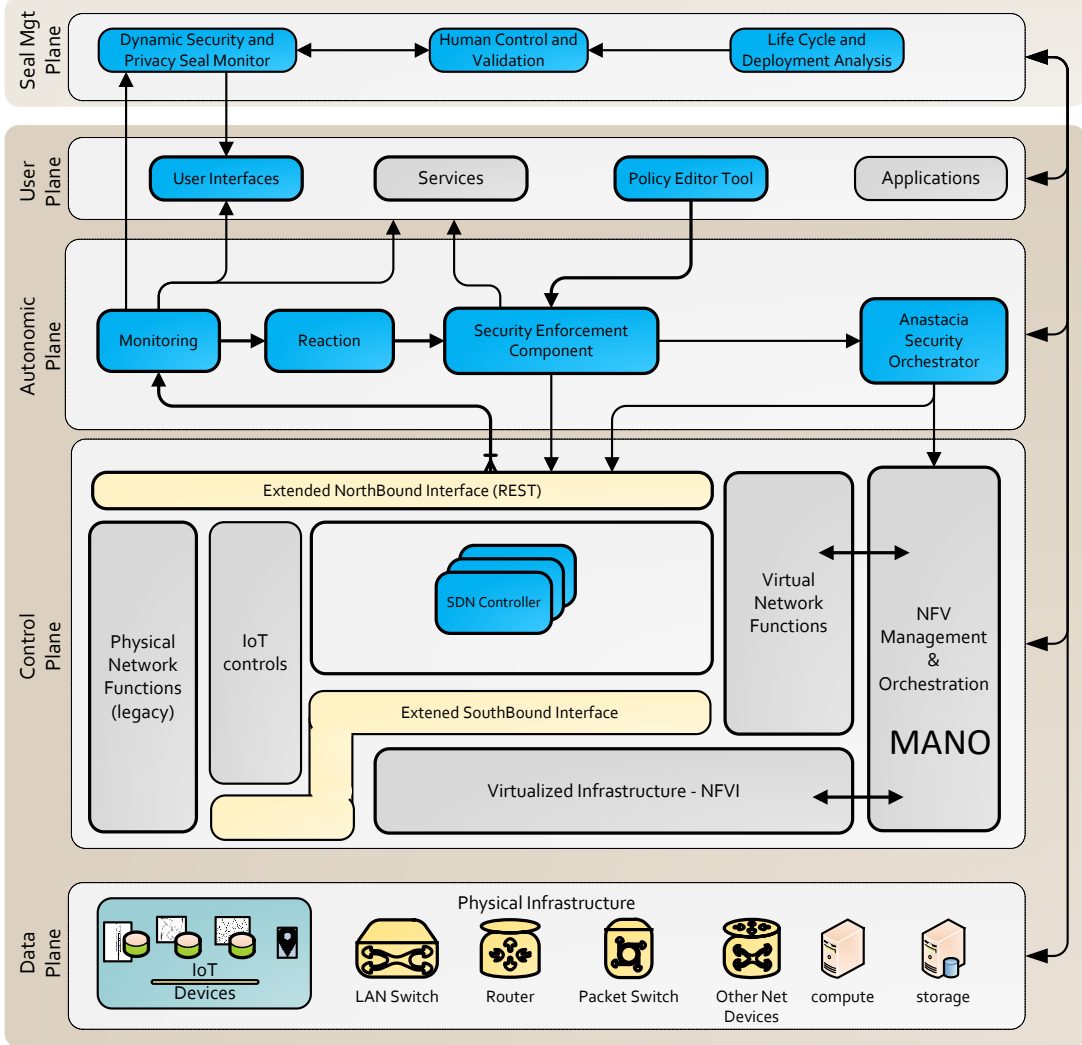 Seal Mgt
Plane
Dynamic Security and
Privacy Seal Monitor
Human Control and
Validation
Life Cycle and
Deployment Analysis
User
Plane
User Interfaces
Services
Policy Editor Tool
Applications
Autonomic
Plane
Monitoring
Reaction
Security Enforcement
Component
Anastacia
Security
Orchestrator
Control
Plane
Extended NorthBound Interface (REST)
Physical
Network
Functions
(legacy)
IoT
controls
SDN Controller
Extened SouthBound Interface
Virtual
Network
Functions
NFV
Management
&
Orchestration
MANO
Virtualized Infrastructure - NFVI
Data
Plane
Physical Infrastructure
IoT
Devices
LAN Switch
Router
Packet Switch
Other Net
Devices
compute
storage